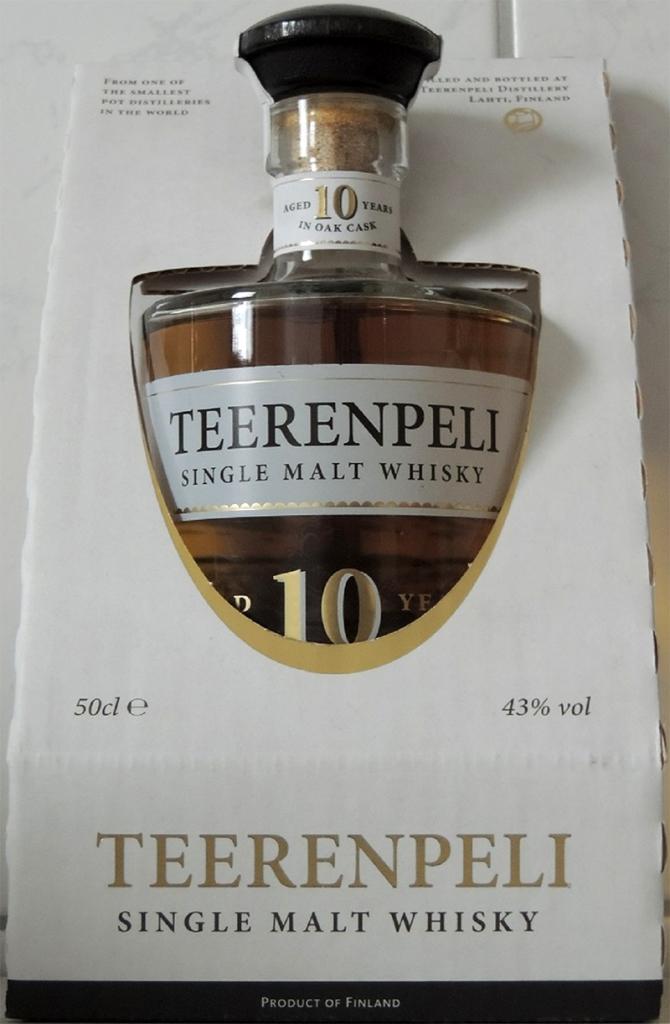 FROM ONE OF
THE SMALLEST
POT DISTILLERIES
IN THE WORLD
AND BOTTLED AT
TEERENPELI DISTILLERY
LAHTI, FINLAND
AGED 10 YEARS
IN OAK CASK
TEERENPELI
SINGLE MALT WHISKY
10
50cl ℮
43% vol
TEERENPELI
SINGLE MALT WHISKY
PRODUCT OF FINLAND